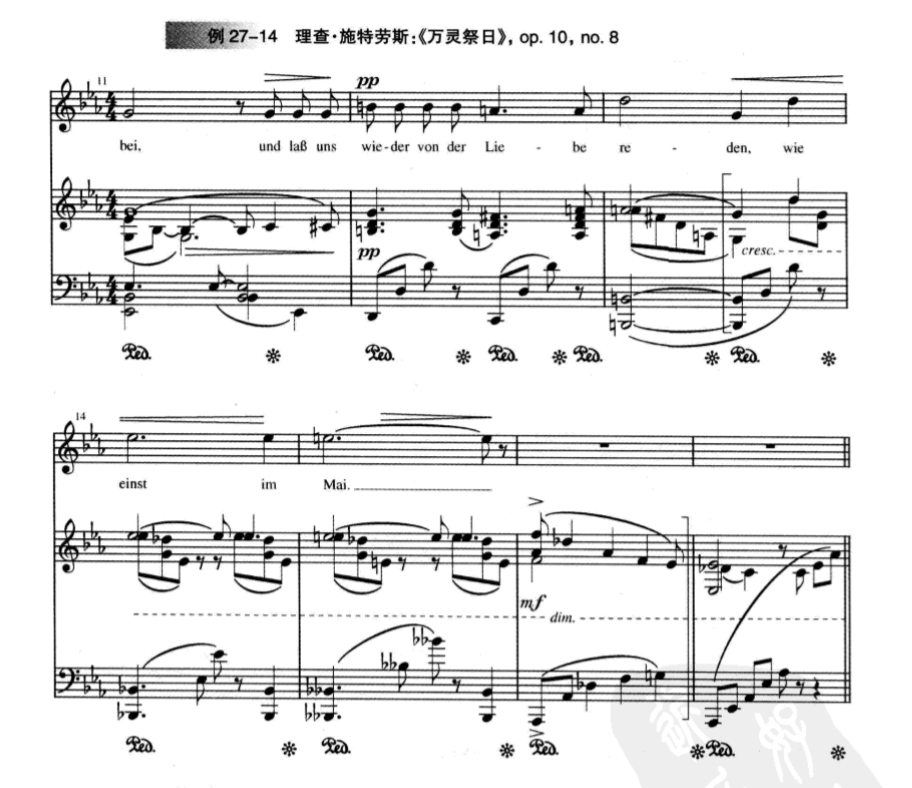 例 27-14 理查·施特劳斯:《万灵祭日》, op. 10, no. 8
11
pp
bei, und laß uns wie-der von der Lie - be re - den, wie
pp cresc.
Ped. * Ped. * Ped. * Ped. * Ped. *
14
einst im Mai.
mf dim.
Ped. * Ped. * Ped. * Ped. *